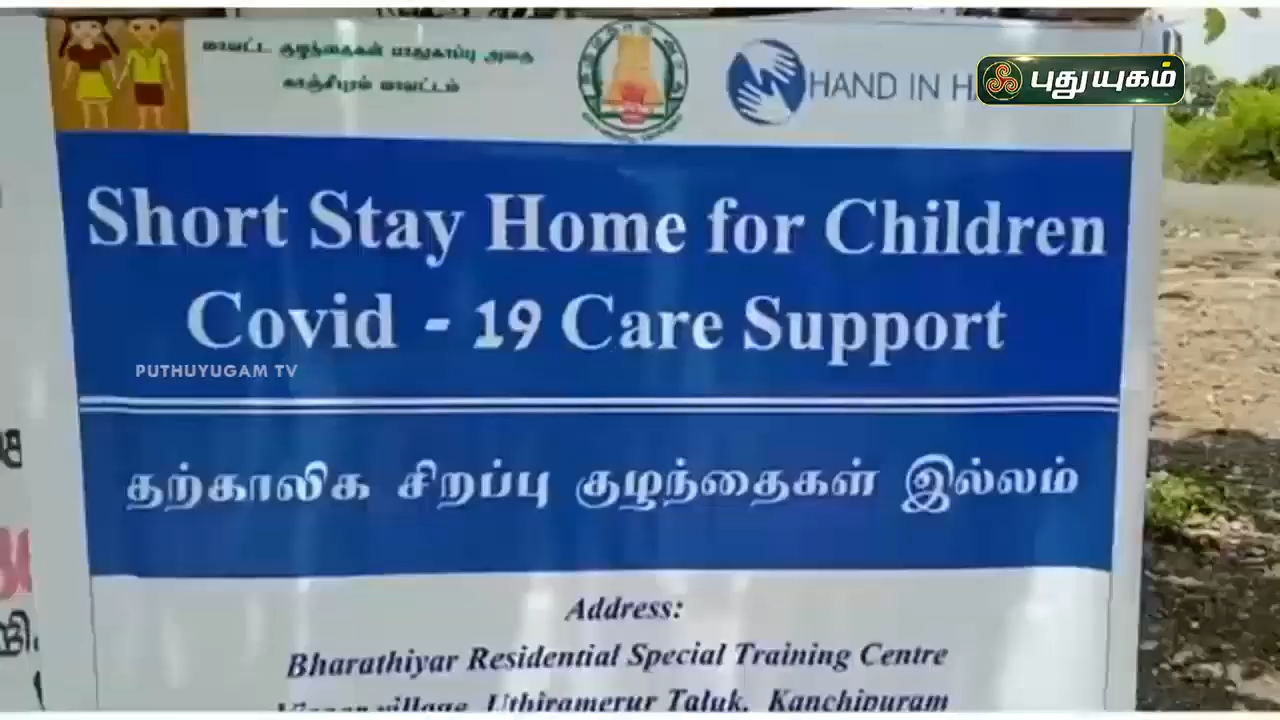 மாவட்ட குழந்தைகள் பாதுகாப்பு அலகு
காஞ்சிபுரம் மாவட்டம்
HAND IN
புதுயுகம்
Short Stay Home for Children
Covid - 19 Care Support
PUTHUYUGAM TV
தற்காலிக சிறப்பு குழந்தைகள் இல்லம்
Address:
Bharathiyar Residential Special Training Centre
village, Uthiramerur Taluk, Kanchipuram